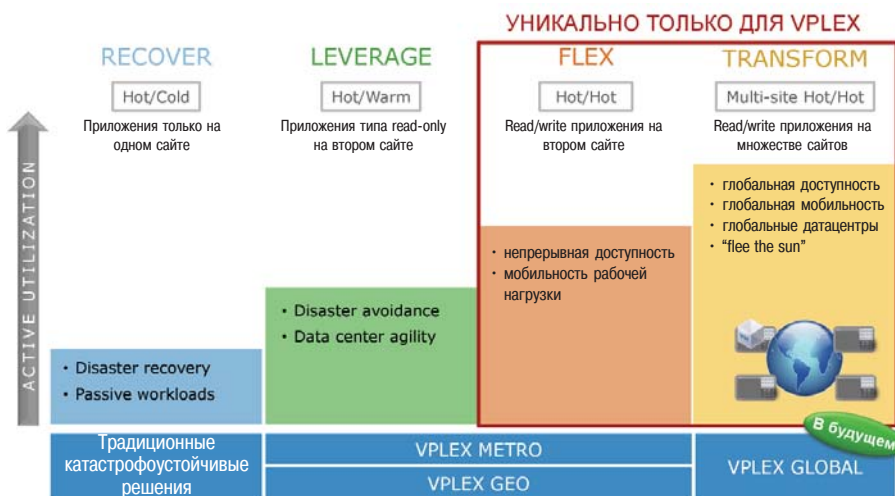 УНИКАЛЬНО ТОЛЬКО ДЛЯ VPLEX
RECOVER
Hot/Cold
Приложения только на
одном сайте
LEVERAGE
Hot/Warm
Приложения типа read-only
на втором сайте
FLEX
Hot/Hot
Read/write приложения на
втором сайте
TRANSFORM
Multi-site Hot/Hot
Read/write приложения на
множестве сайтов
ACTIVE UTILIZATION
• Disaster recovery
• Passive workloads
• Disaster avoidance
• Data center agility
• непрерывная доступность
• мобильность рабочей
нагрузки
• глобальная доступность
• глобальная мобильность
• глобальные датацентры
• “flee the sun”
В будущем
Традиционные
катастрофоустойчивые
решения
VPLEX METRO
VPLEX GEO
VPLEX GLOBAL